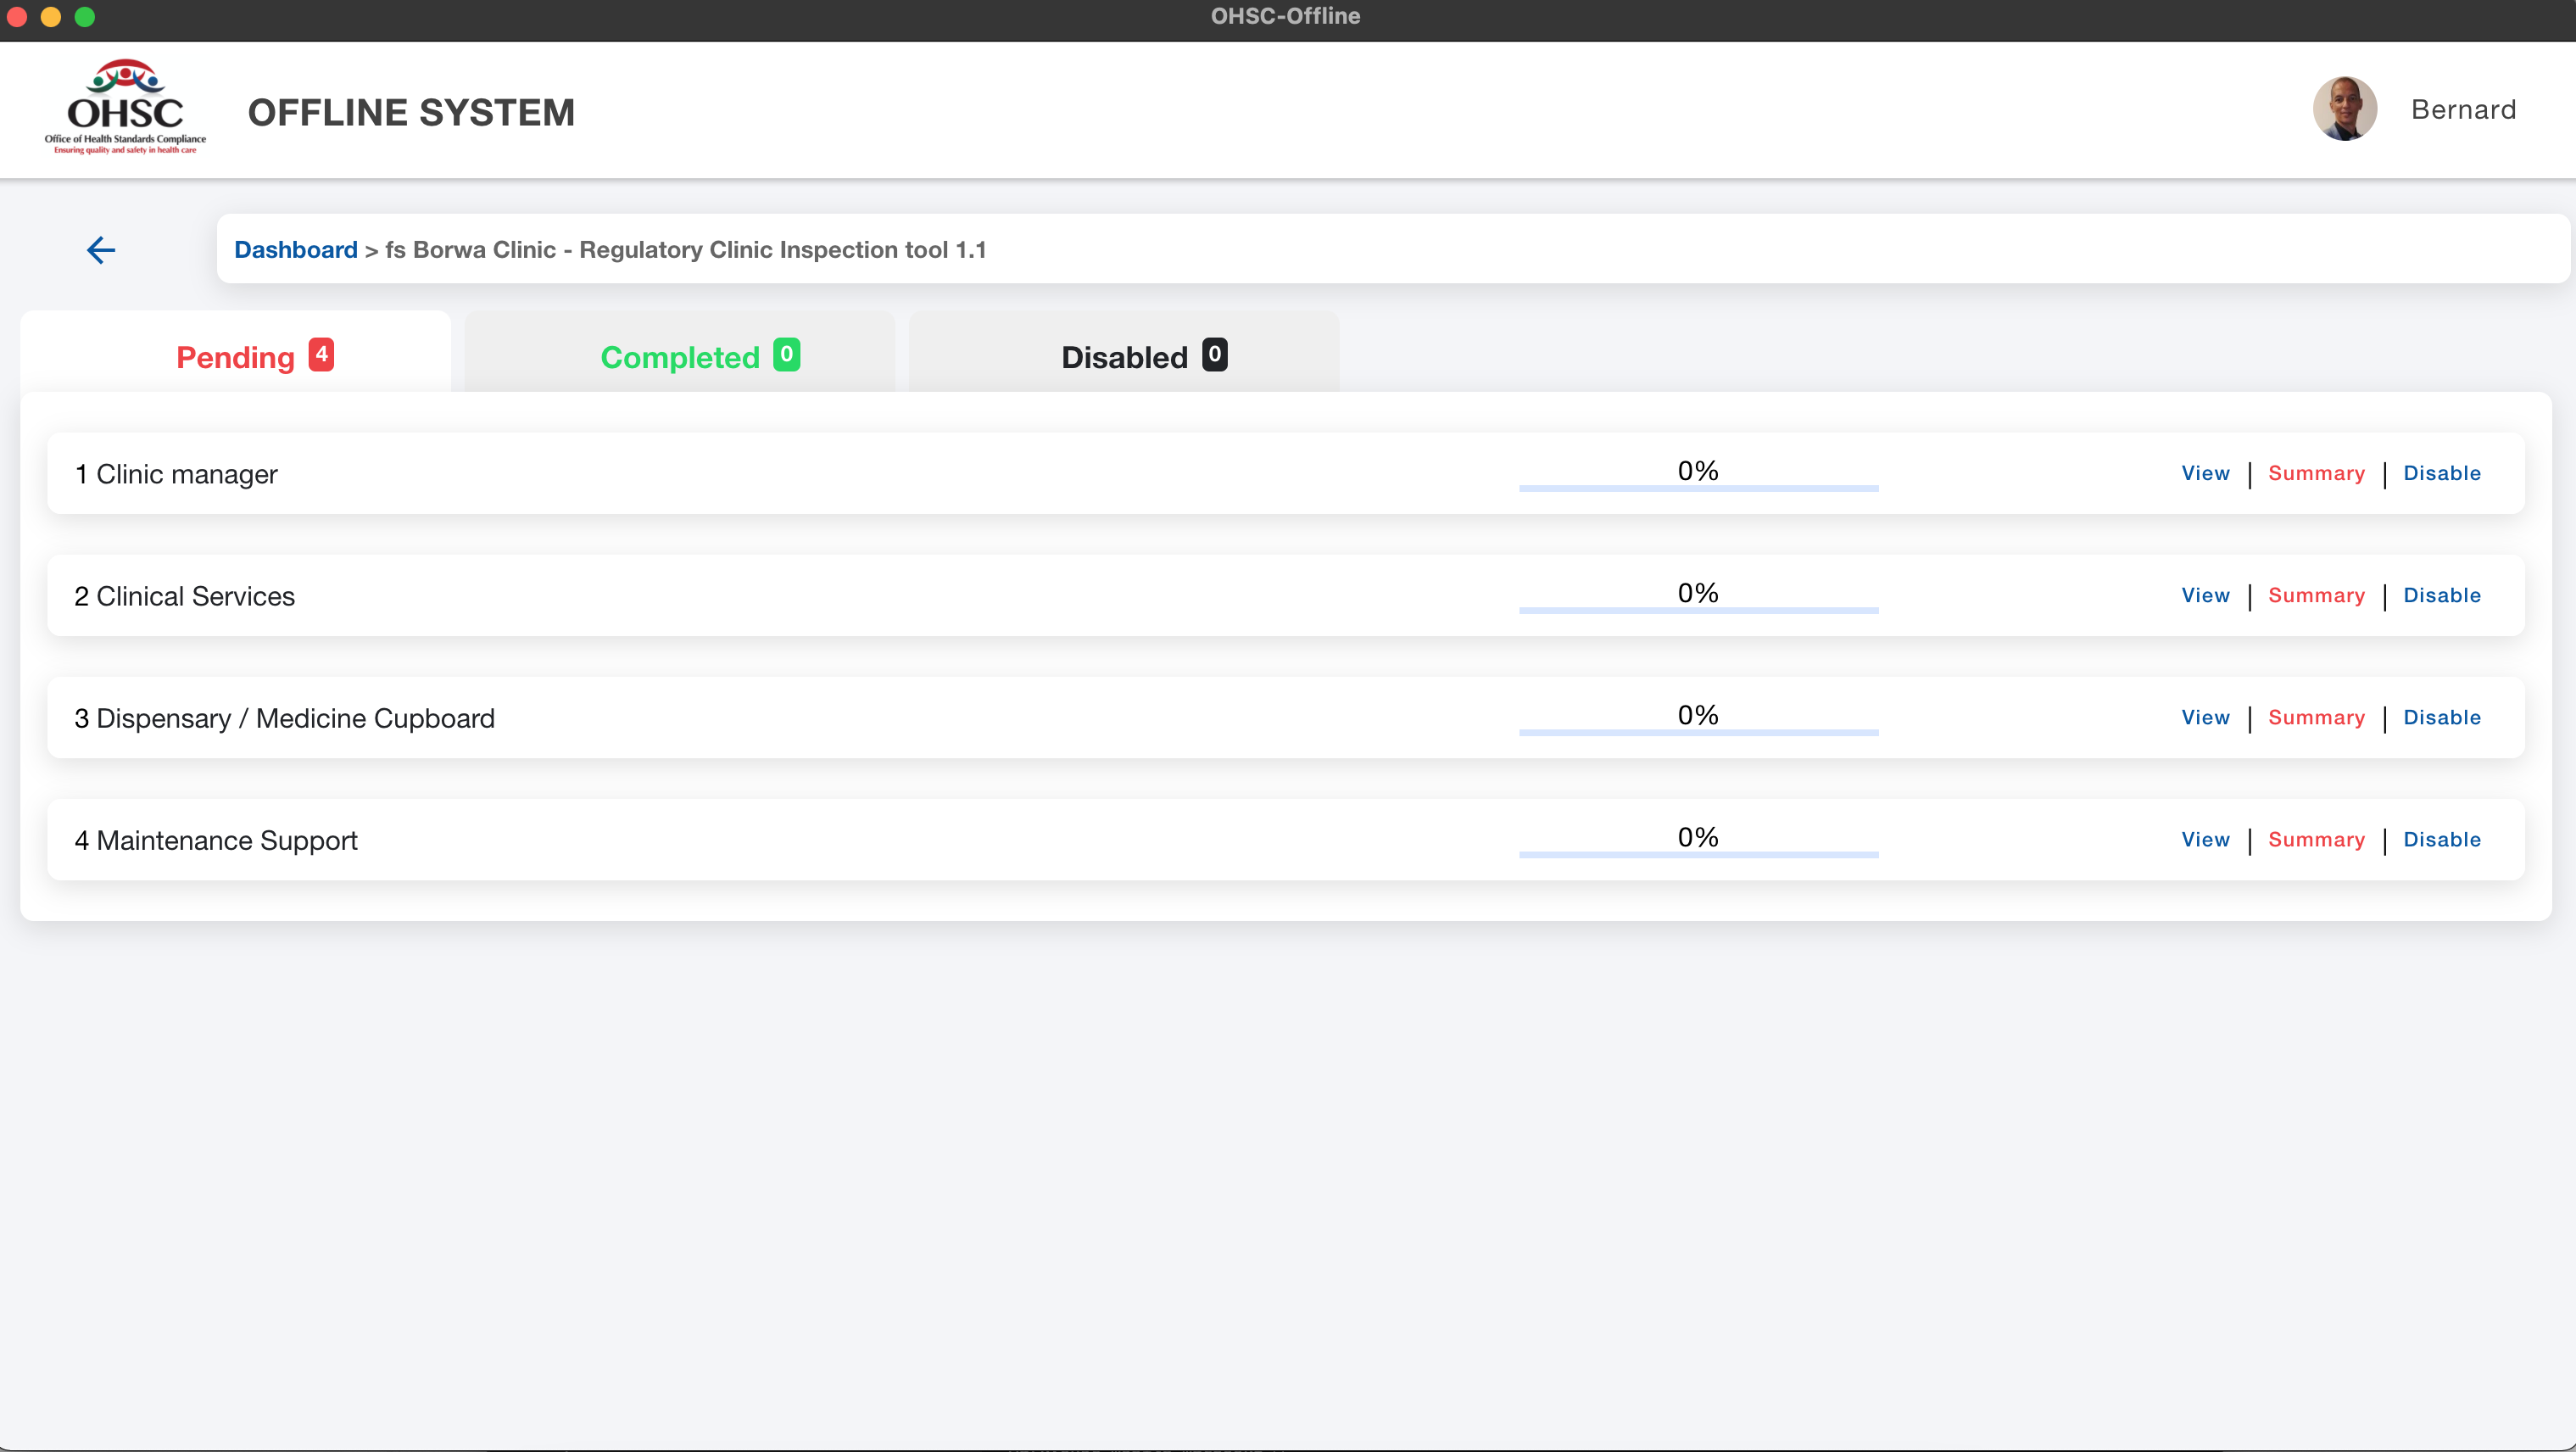 OHSC-Offline
OHSC
Office of Health Standards Compliance
Ensuring quality and safety in health care
OFFLINE SYSTEM
Bernard
Dashboard > fs Borwa Clinic - Regulatory Clinic Inspection tool 1.1
Pending 4
Completed 0
Disabled 0
1 Clinic manager 0% View | Summary | Disable
2 Clinical Services 0% View | Summary | Disable
3 Dispensary / Medicine Cupboard 0% View | Summary | Disable
4 Maintenance Support 0% View | Summary | Disable